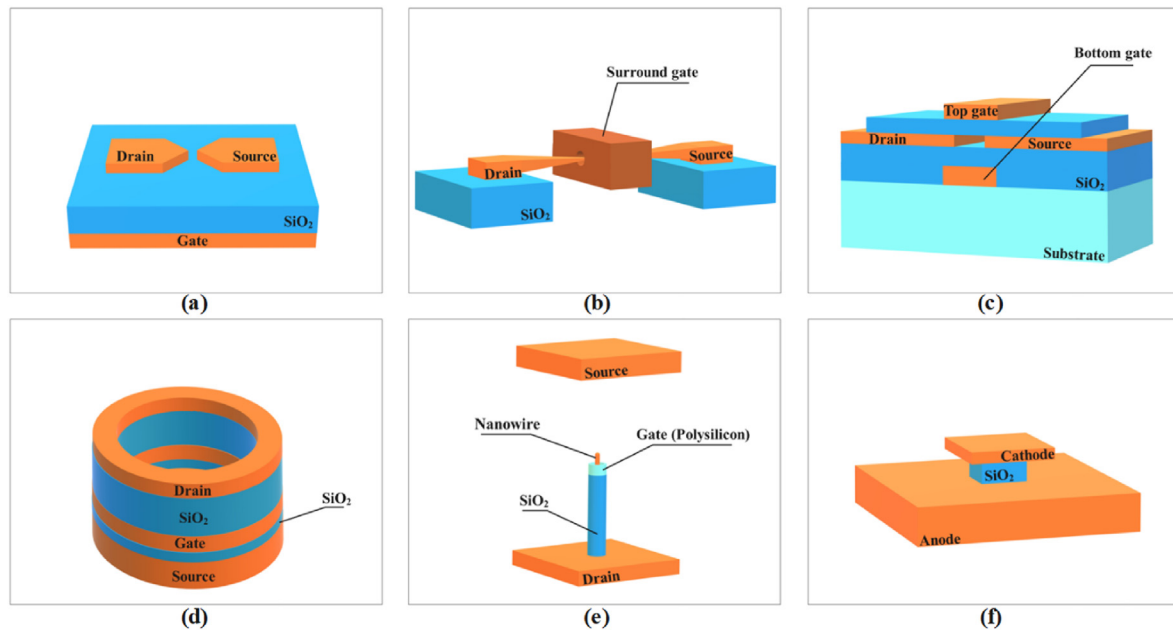 Drain
Source
SiO₂
Gate
(a)
Surround gate
Drain
Source
SiO₂
(b)
Bottom gate
Top gate
Drain
Source
SiO₂
Substrate
(c)
Drain
SiO₂
SiO₂
Gate
Source
(d)
Source
Nanowire
Gate (Polysilicon)
SiO₂
Drain
(e)
Cathode
SiO₂
Anode
(f)